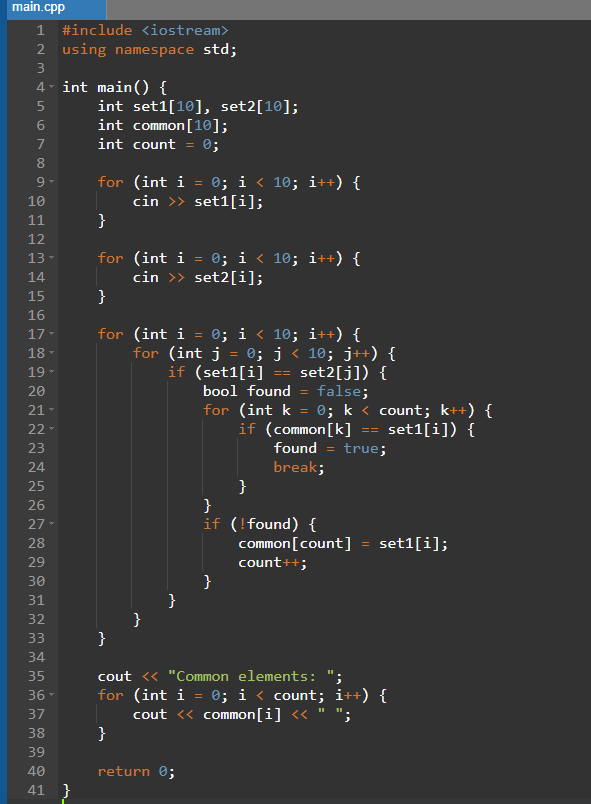 main.cpp
1 #include <iostream>
2 using namespace std;
3
4 int main() {
5     int set1[10], set2[10];
6     int common[10];
7     int count = 0;
8
9     for (int i = 0; i < 10; i++) {
10         cin >> set1[i];
11     }
12
13     for (int i = 0; i < 10; i++) {
14         cin >> set2[i];
15     }
16
17     for (int i = 0; i < 10; i++) {
18         for (int j = 0; j < 10; j++) {
19             if (set1[i] == set2[j]) {
20                 bool found = false;
21                 for (int k = 0; k < count; k++) {
22                     if (common[k] == set1[i]) {
23                         found = true;
24                         break;
25                     }
26                 }
27                 if (!found) {
28                     common[count] = set1[i];
29                     count++;
30                 }
31             }
32         }
33     }
34
35     cout << "Common elements: ";
36     for (int i = 0; i < count; i++) {
37         cout << common[i] << " ";
38     }
39
40     return 0;
41 }